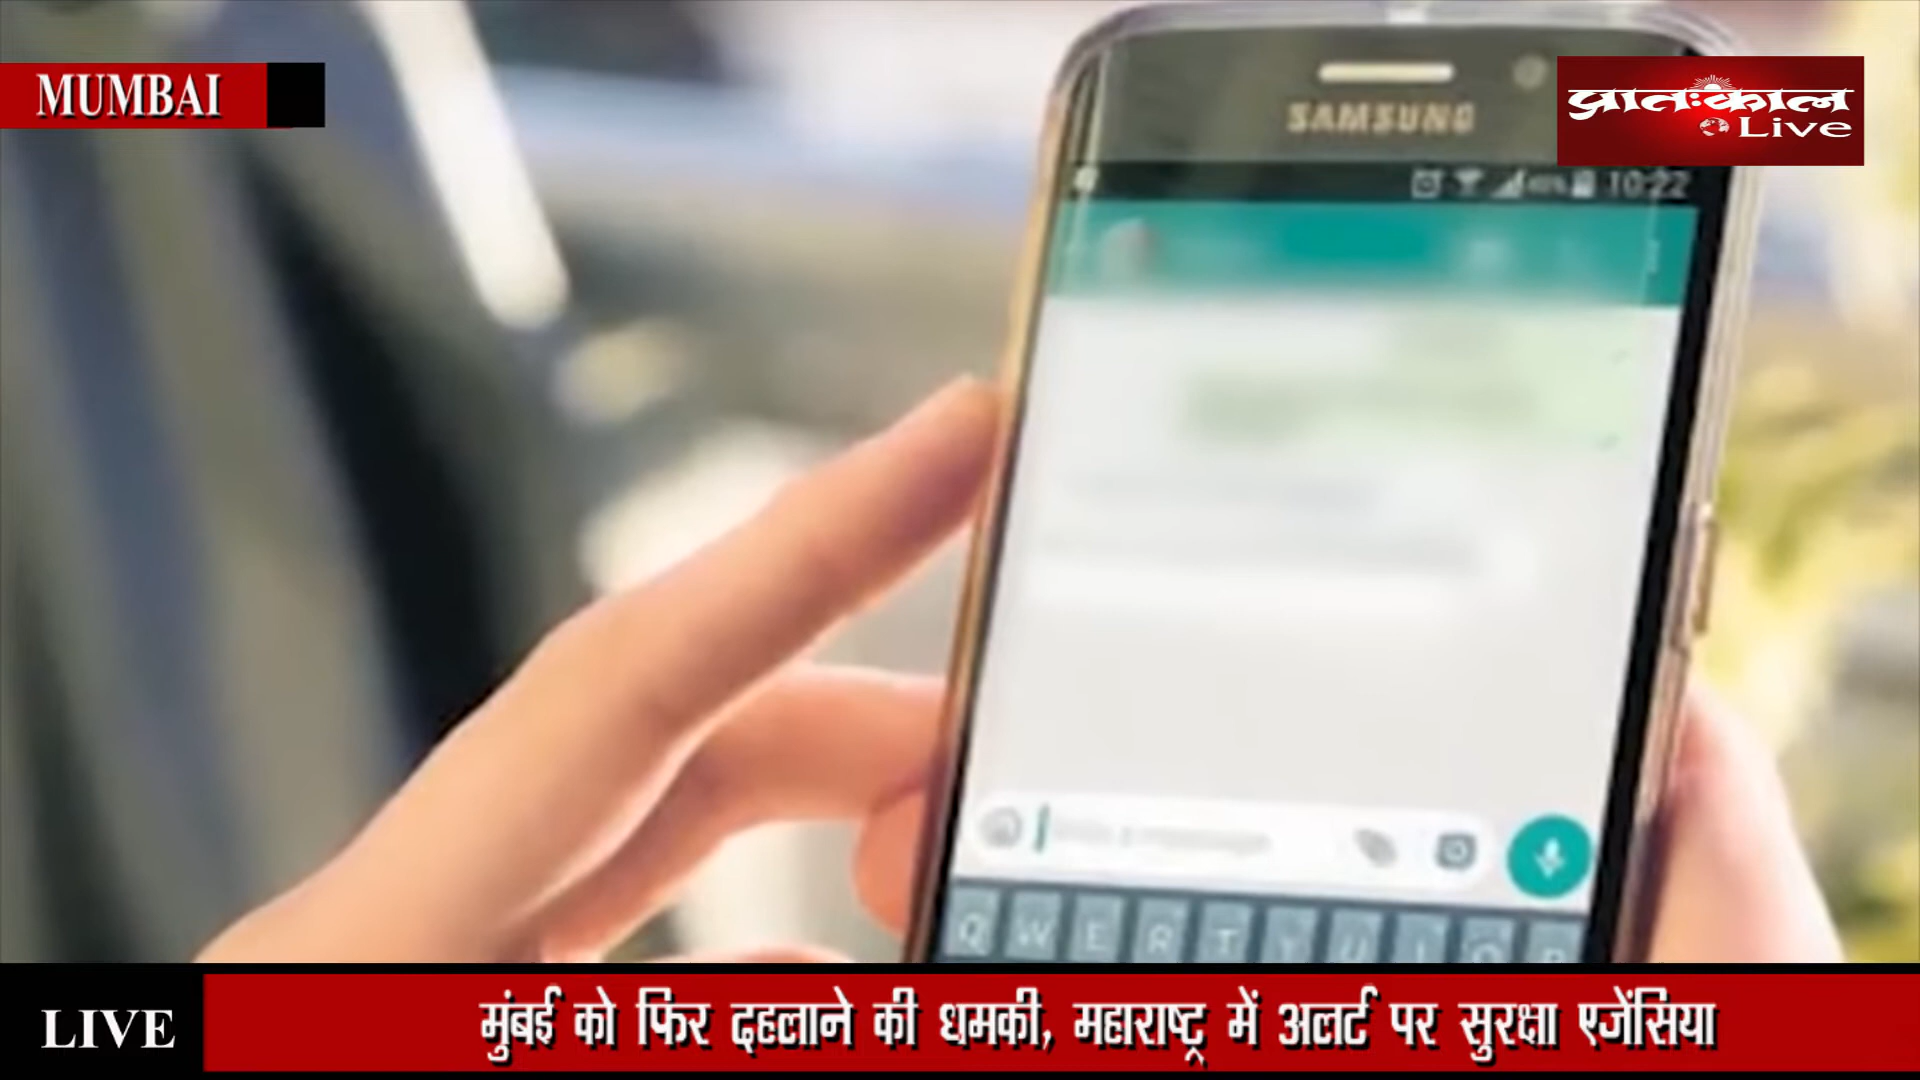 MUMBAI
SAMSUNG
प्रातःकाल
Live
10:22
Q W E R T Y U I O P
LIVE
मुंबई को फिर दहलाने की धमकी, महाराष्ट्र में अलर्ट पर सुरक्षा एजेंसिया